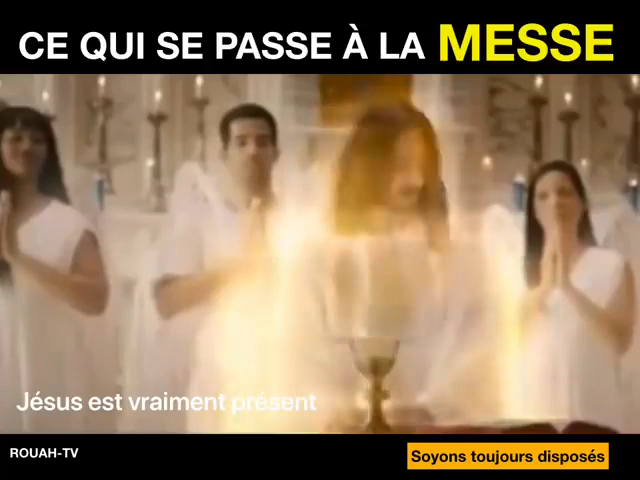 CE QUI SE PASSE À LA MESSE
Jésus est vraiment présent
ROUAH-TV
Soyons toujours disposés